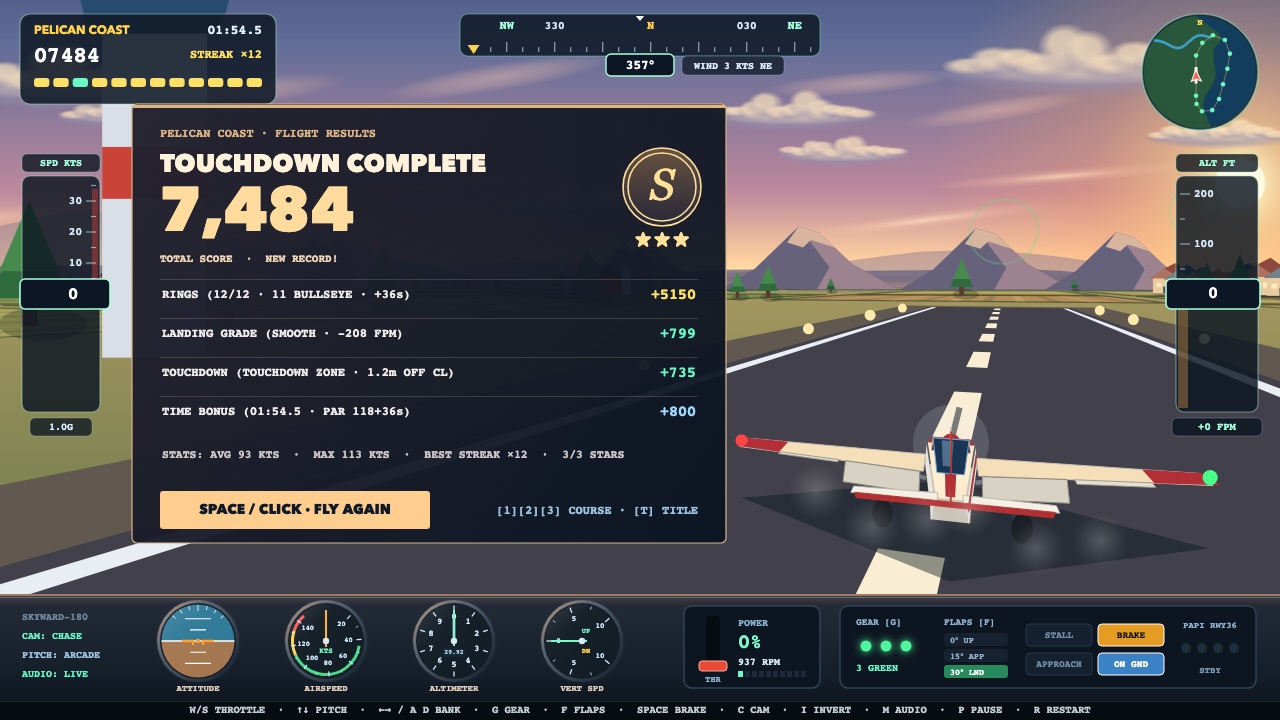 PELICAN COAST 01:54.5
07484 STREAK ×12
NW 330 N 030 NE
357° WIND 3 KTS NE
N
SPD KTS
30
20
10
0
1.0G
ALT FT
200
100
0
+0 FPM
PELICAN COAST · FLIGHT RESULTS
TOUCHDOWN COMPLETE
7,484
S
TOTAL SCORE · NEW RECORD!
RINGS (12/12 · 11 BULLSEYE · +36s) +5150
LANDING GRADE (SMOOTH · −208 FPM) +799
TOUCHDOWN (TOUCHDOWN ZONE · 1.2m OFF CL) +735
TIME BONUS (01:54.5 · PAR 118+36s) +800
STATS: AVG 93 KTS · MAX 113 KTS · BEST STREAK ×12 · 3/3 STARS
SPACE / CLICK · FLY AGAIN
[1][2][3] COURSE · [T] TITLE
SKYWARD-180
CAM: CHASE
PITCH: ARCADE
AUDIO: LIVE
ATTITUDE
20 40 60 80 100 120 140
KTS
AIRSPEED
0 1 2 3 4 5 6 7 8 9
29.92
ALTIMETER
5 10 5 10
UP
DN
VERT SPD
POWER
0%
937 RPM
THR
GEAR [G]
3 GREEN
FLAPS [F]
0° UP
15° APP
30° LND
STALL BRAKE
APPROACH ON GND
PAPI RWY36
STBY
W/S THROTTLE · ↑↓ PITCH · ←→ / A D BANK · G GEAR · F FLAPS · SPACE BRAKE · C CAM · I INVERT · M AUDIO · P PAUSE · R RESTART